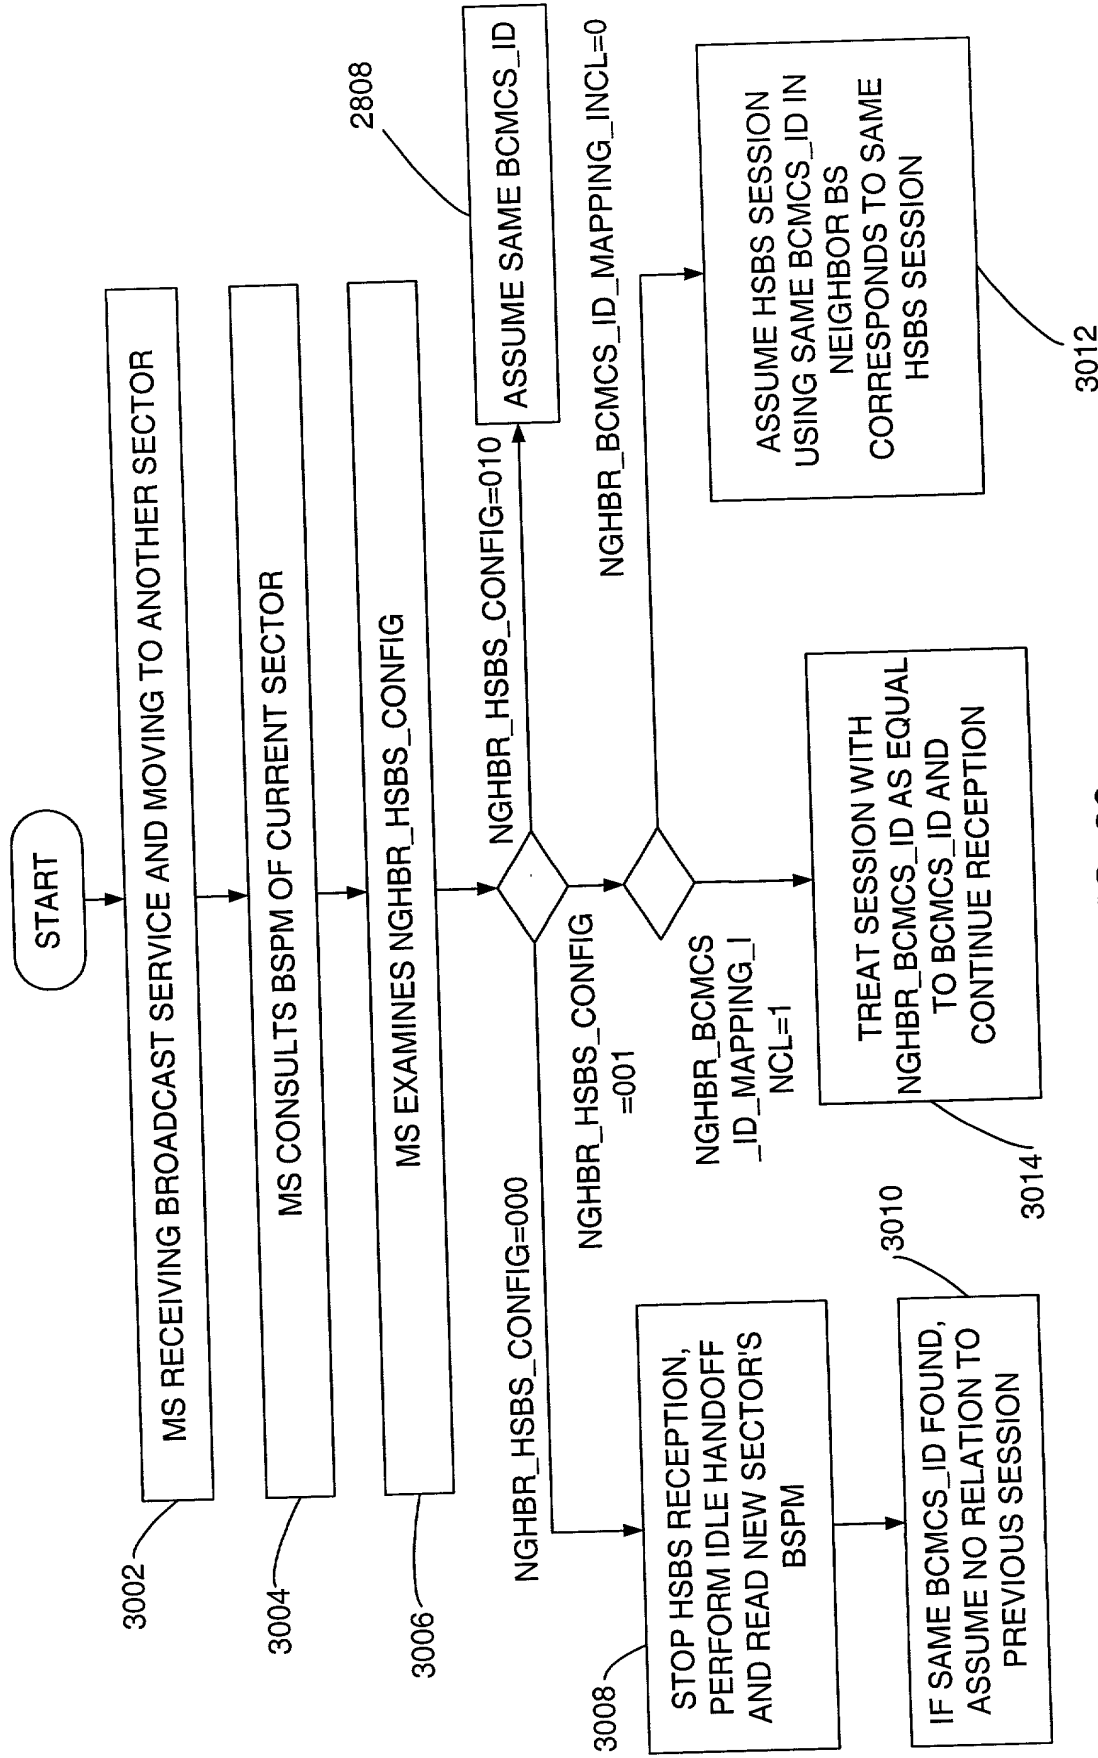 START
3002
MS RECEIVING BROADCAST SERVICE AND MOVING TO ANOTHER SECTOR
3004
MS CONSULTS BSPM OF CURRENT SECTOR
3006
MS EXAMINES NGHBR_HSBS_CONFIG
NGHBR_HSBS_CONFIG=000
NGHBR_HSBS_CONFIG=010
2808
ASSUME SAME BCMCS_ID
NGHBR_HSBS_CONFIG
=001
NGHBR_BCMCS_ID_MAPPING_INCL=0
NGHBR_BCMCS
_ID_MAPPING_I
NCL=1
3008
STOP HSBS RECEPTION,
PERFORM IDLE HANDOFF
AND READ NEW SECTOR'S
BSPM
3010
IF SAME BCMCS_ID FOUND,
ASSUME NO RELATION TO
PREVIOUS SESSION
3014
TREAT SESSION WITH
NGHBR_BCMCS_ID AS EQUAL
TO BCMCS_ID AND
CONTINUE RECEPTION
ASSUME HSBS SESSION
USING SAME BCMCS_ID IN
NEIGHBOR BS
CORRESPONDS TO SAME
HSBS SESSION
3012